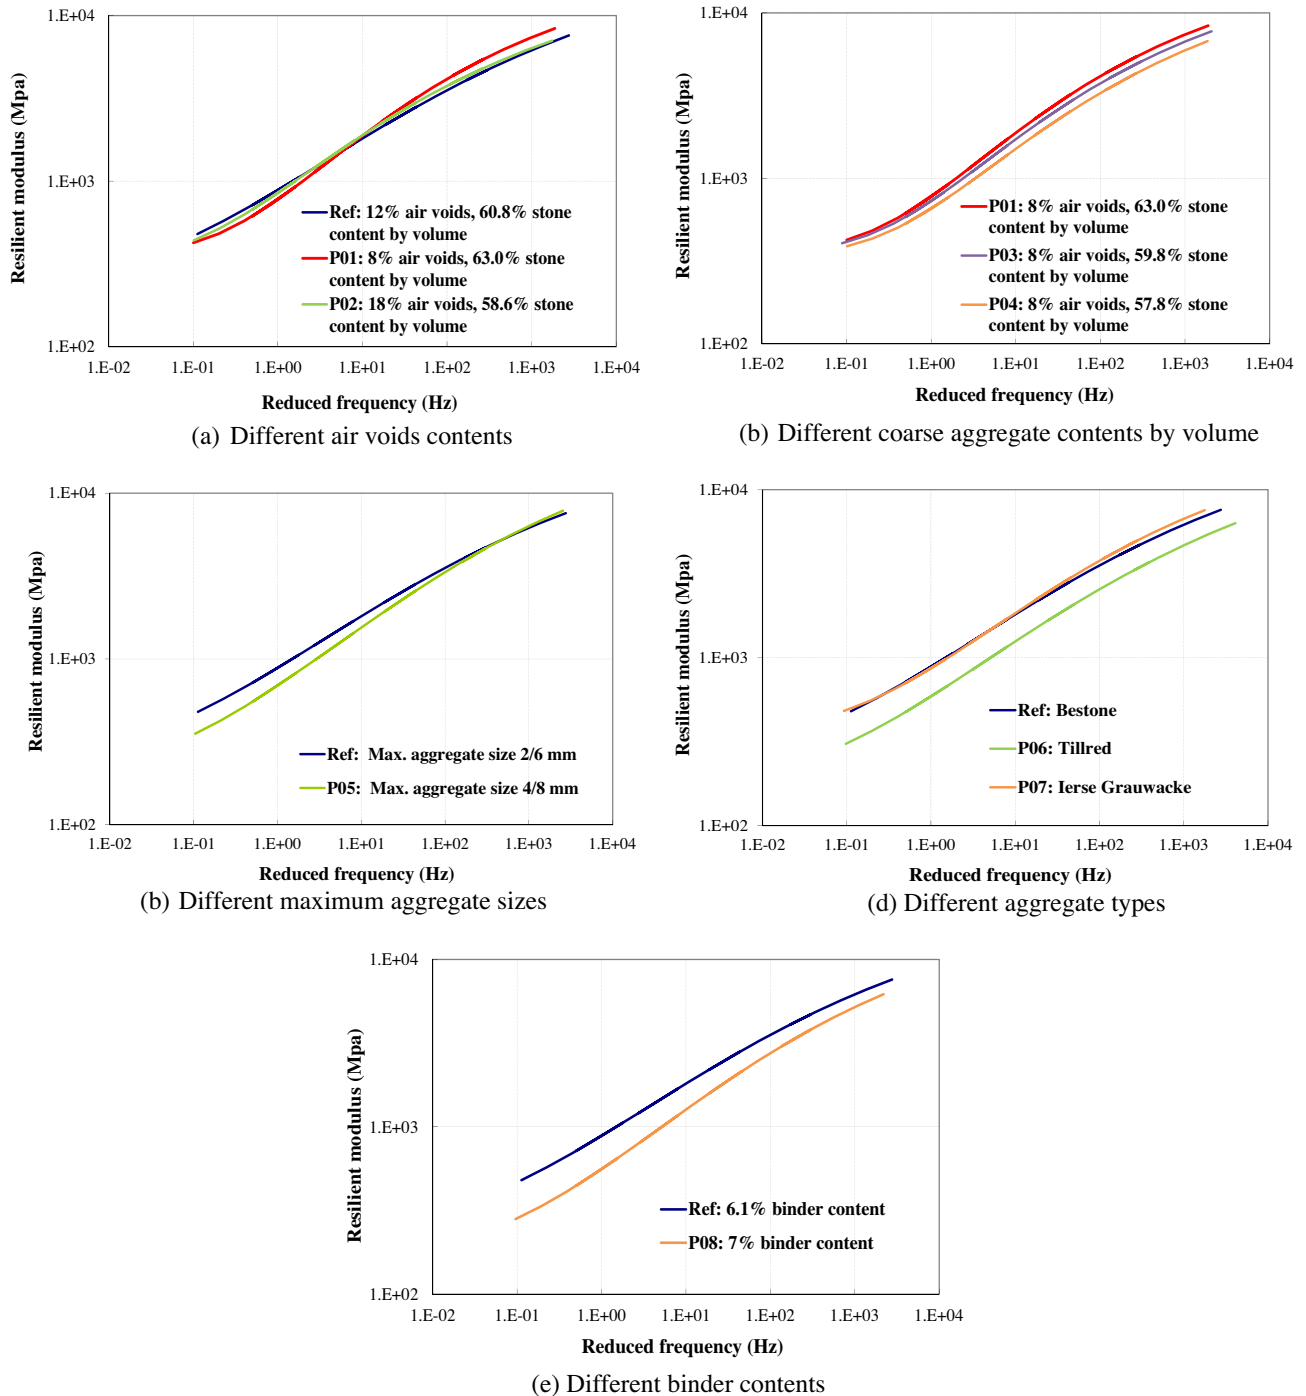 1.E+04
1.E+03
1.E+02
Resilient modulus (Mpa)
Ref: 12% air voids, 60.8% stone
content by volume
P01: 8% air voids, 63.0% stone
content by volume
P02: 18% air voids, 58.6% stone
content by volume
1.E-02 1.E-01 1.E+00 1.E+01 1.E+02 1.E+03 1.E+04
Reduced frequency (Hz)
(a) Different air voids contents
1.E+04
1.E+03
1.E+02
Resilient modulus (Mpa)
P01: 8% air voids, 63.0% stone
content by volume
P03: 8% air voids, 59.8% stone
content by volume
P04: 8% air voids, 57.8% stone
content by volume
1.E-02 1.E-01 1.E+00 1.E+01 1.E+02 1.E+03 1.E+04
Reduced frequency (Hz)
(b) Different coarse aggregate contents by volume
1.E+04
1.E+03
1.E+02
Resilient modulus (Mpa)
Ref: Max. aggregate size 2/6 mm
P05: Max. aggregate size 4/8 mm
1.E-02 1.E-01 1.E+00 1.E+01 1.E+02 1.E+03 1.E+04
Reduced frequency (Hz)
(b) Different maximum aggregate sizes
1.E+04
1.E+03
1.E+02
Resilient modulus (Mpa)
Ref: Bestone
P06: Tillred
P07: Ierse Grauwacke
1.E-02 1.E-01 1.E+00 1.E+01 1.E+02 1.E+03 1.E+04
Reduced frequency (Hz)
(d) Different aggregate types
1.E+04
1.E+03
1.E+02
Resilient modulus (Mpa)
Ref: 6.1% binder content
P08: 7% binder content
1.E-02 1.E-01 1.E+00 1.E+01 1.E+02 1.E+03 1.E+04
Reduced frequency (Hz)
(e) Different binder contents